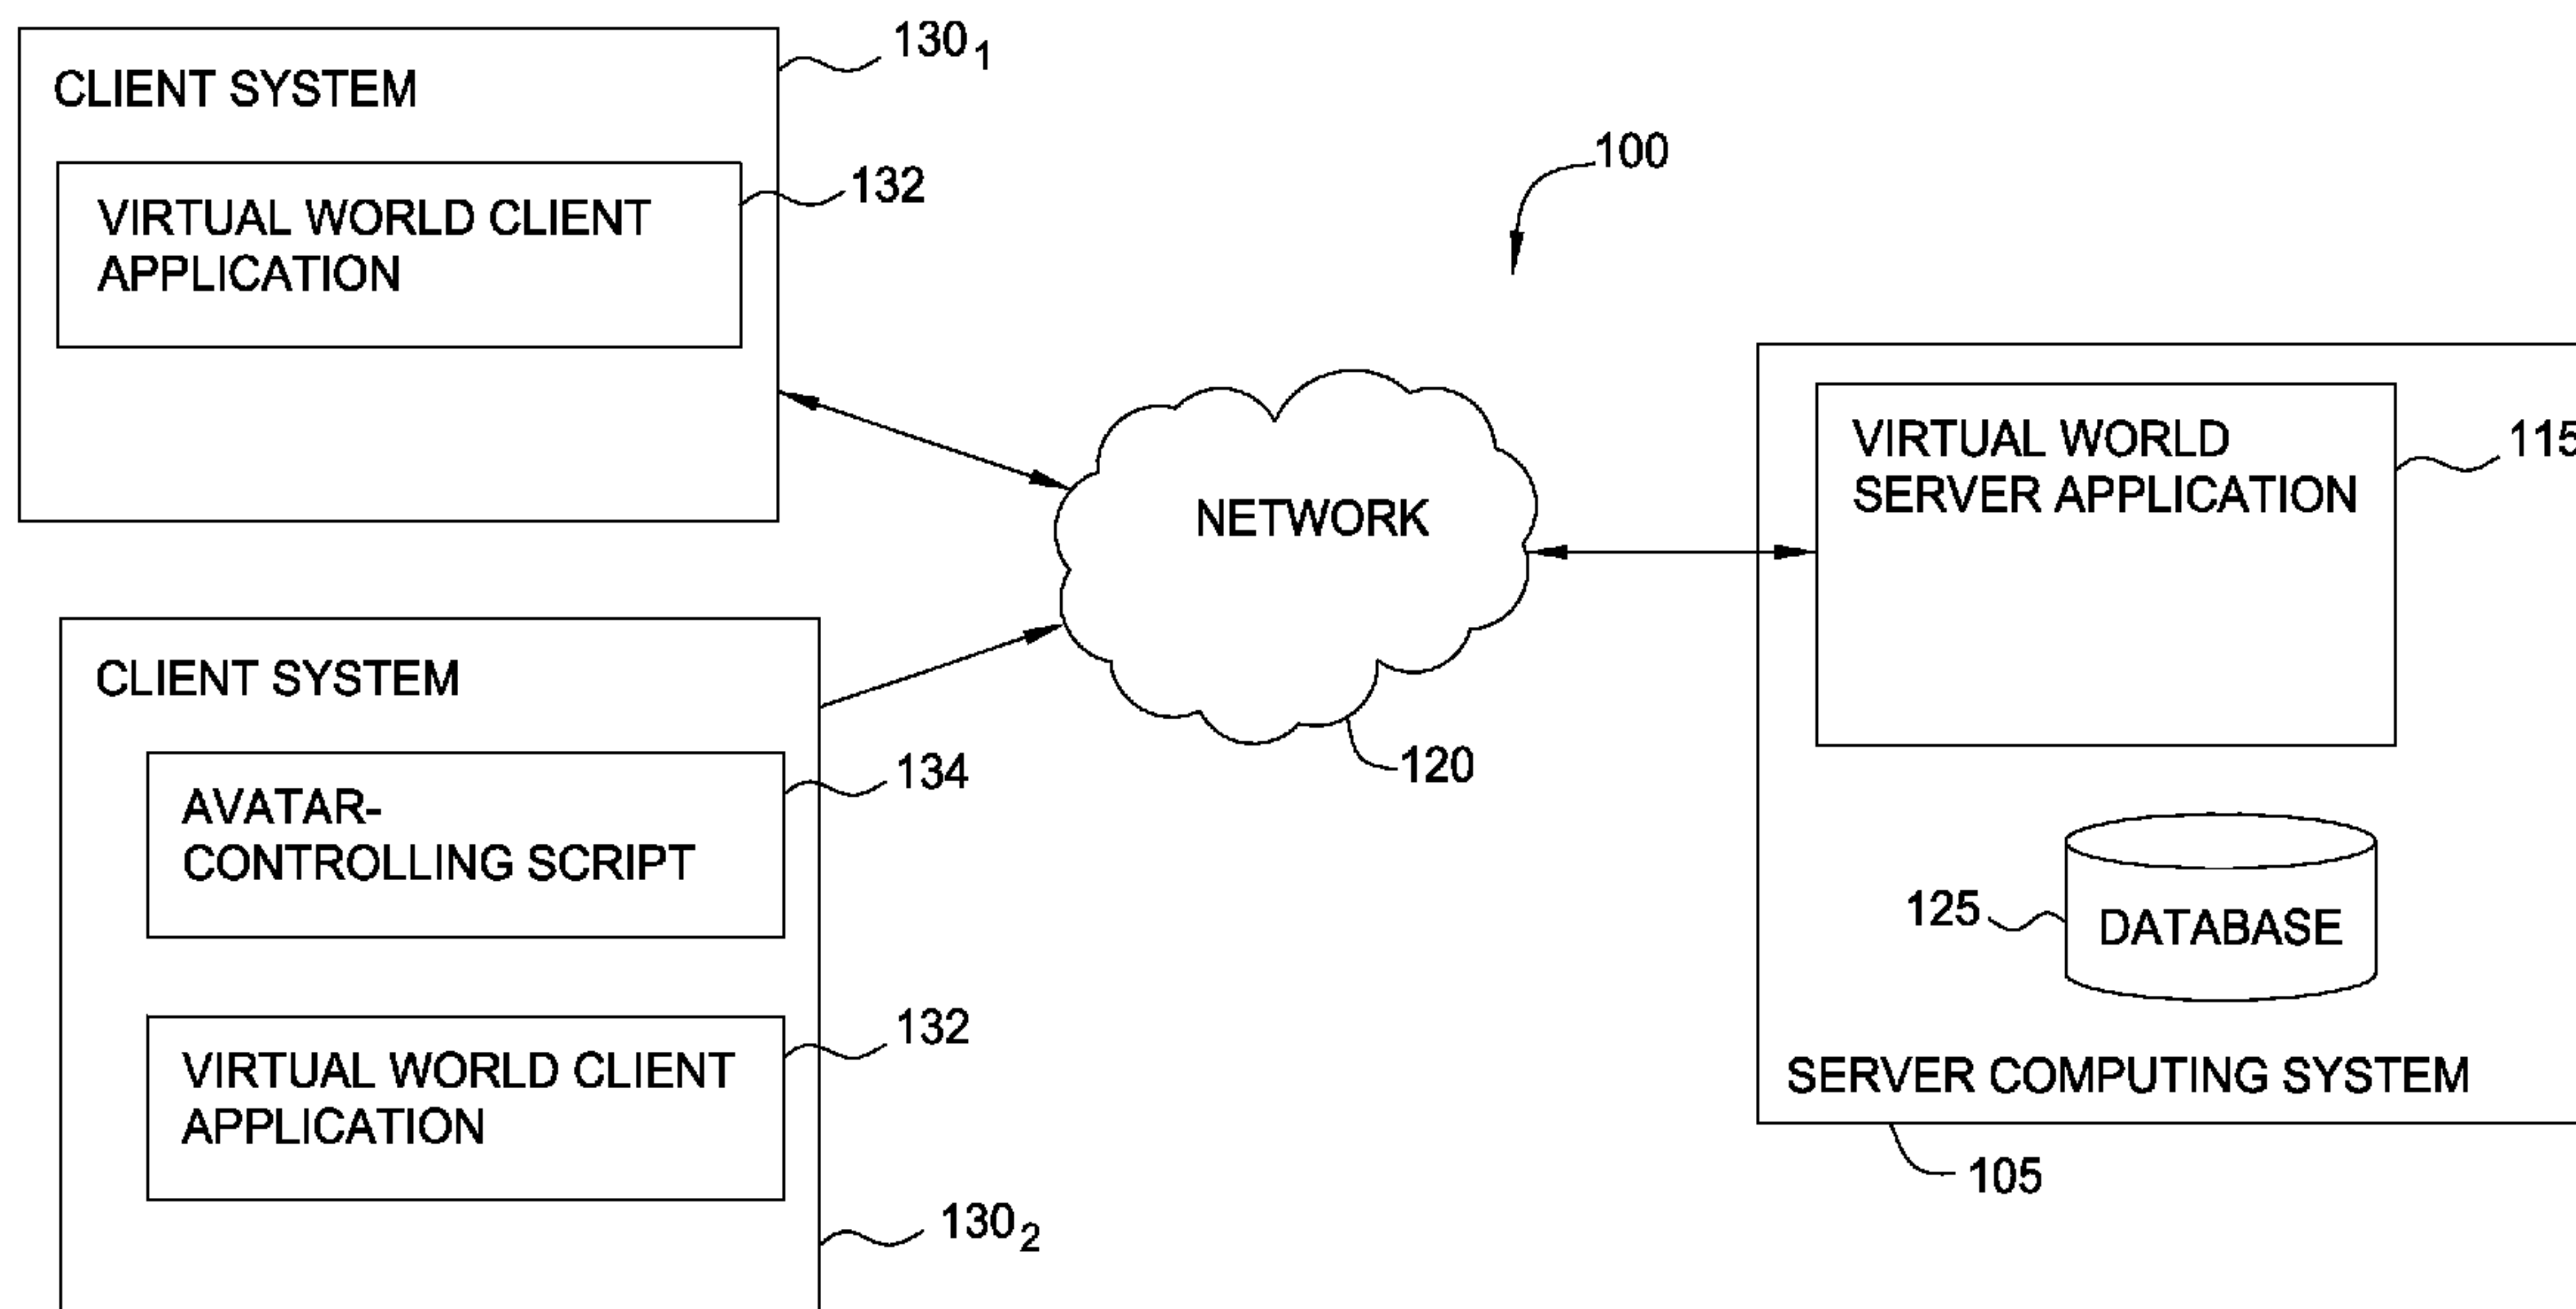 CLIENT SYSTEM
130₁
VIRTUAL WORLD CLIENT
APPLICATION
132
100
NETWORK
120
VIRTUAL WORLD
SERVER APPLICATION
115
125
DATABASE
SERVER COMPUTING SYSTEM
105
CLIENT SYSTEM
AVATAR-
CONTROLLING SCRIPT
134
VIRTUAL WORLD CLIENT
APPLICATION
132
130₂